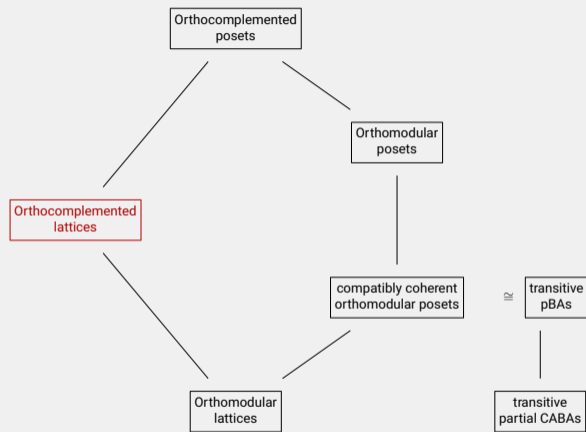 Orthocomplemented
posets
Orthomodular
posets
Orthocomplemented
lattices
compatibly coherent
orthomodular posets
≅
transitive
pBAs
Orthomodular
lattices
transitive
partial CABAs